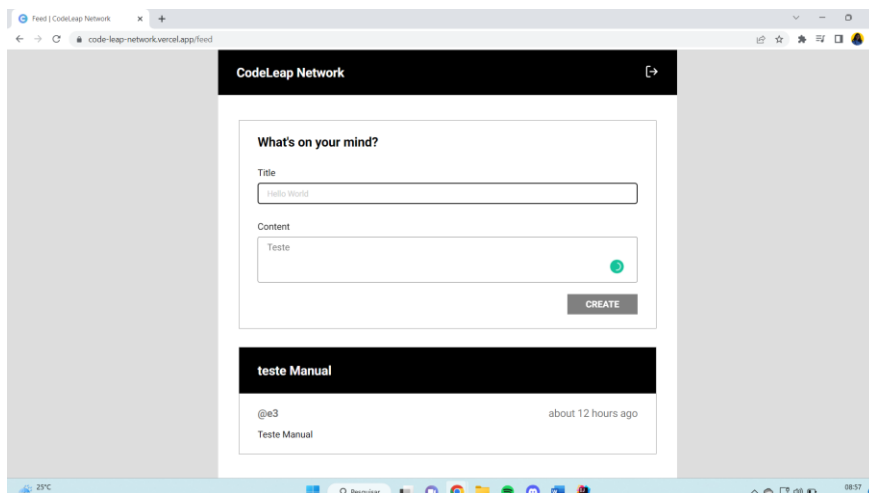 Feed | CodeLeap Network
code-leap-network.vercel.app/feed
CodeLeap Network
What's on your mind?
Title
Hello World
Content
Teste
CREATE
teste Manual
@e3 about 12 hours ago
Teste Manual
25°C Pesquisar 08:57